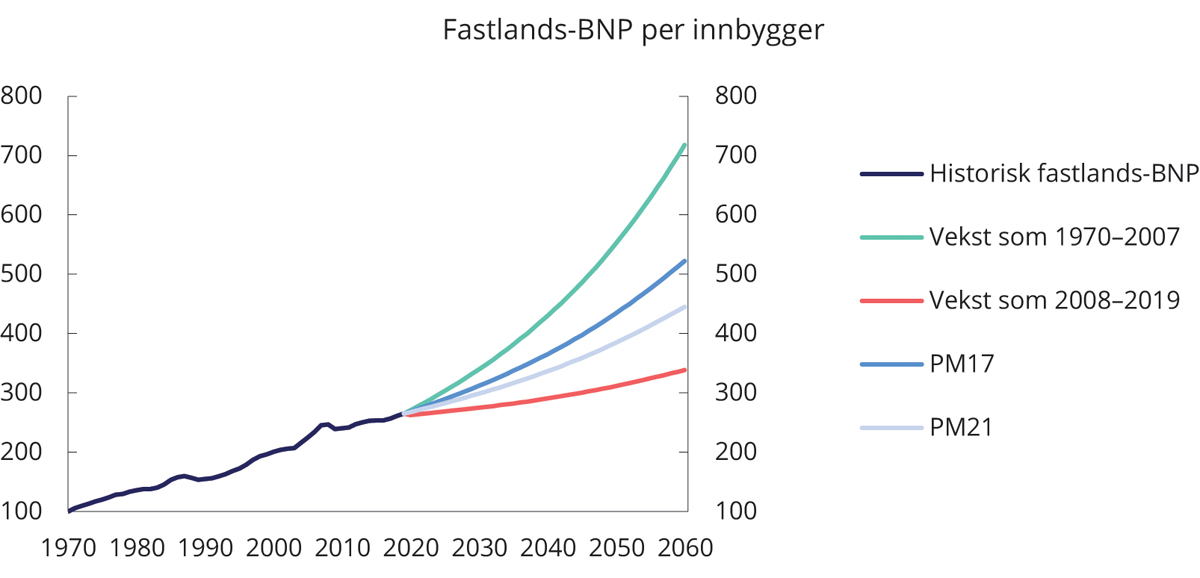 Fastlands-BNP per innbygger
800
700
600
500
400
300
200
100
800
700
600
500
400
300
200
100
1970 1980 1990 2000 2010 2020 2030 2040 2050 2060
Historisk fastlands-BNP
Vekst som 1970–2007
Vekst som 2008–2019
PM17
PM21